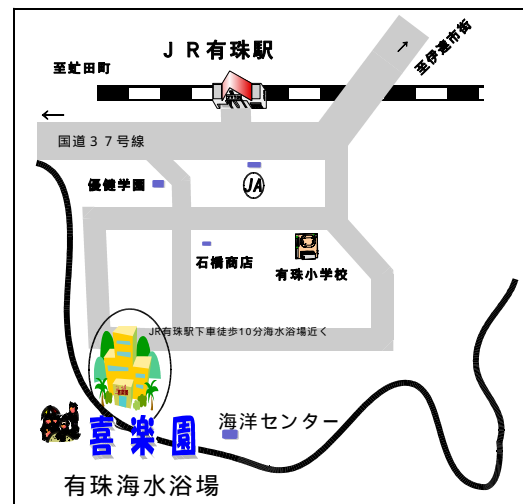 ＪＲ有珠駅
至虻田町
至伊達市街
↑
←
国道３７号線
優健学園
JA
石橋商店
有珠小学校
JR有珠駅下車徒歩10分海水浴場近く
喜楽園
海洋センター
有珠海水浴場